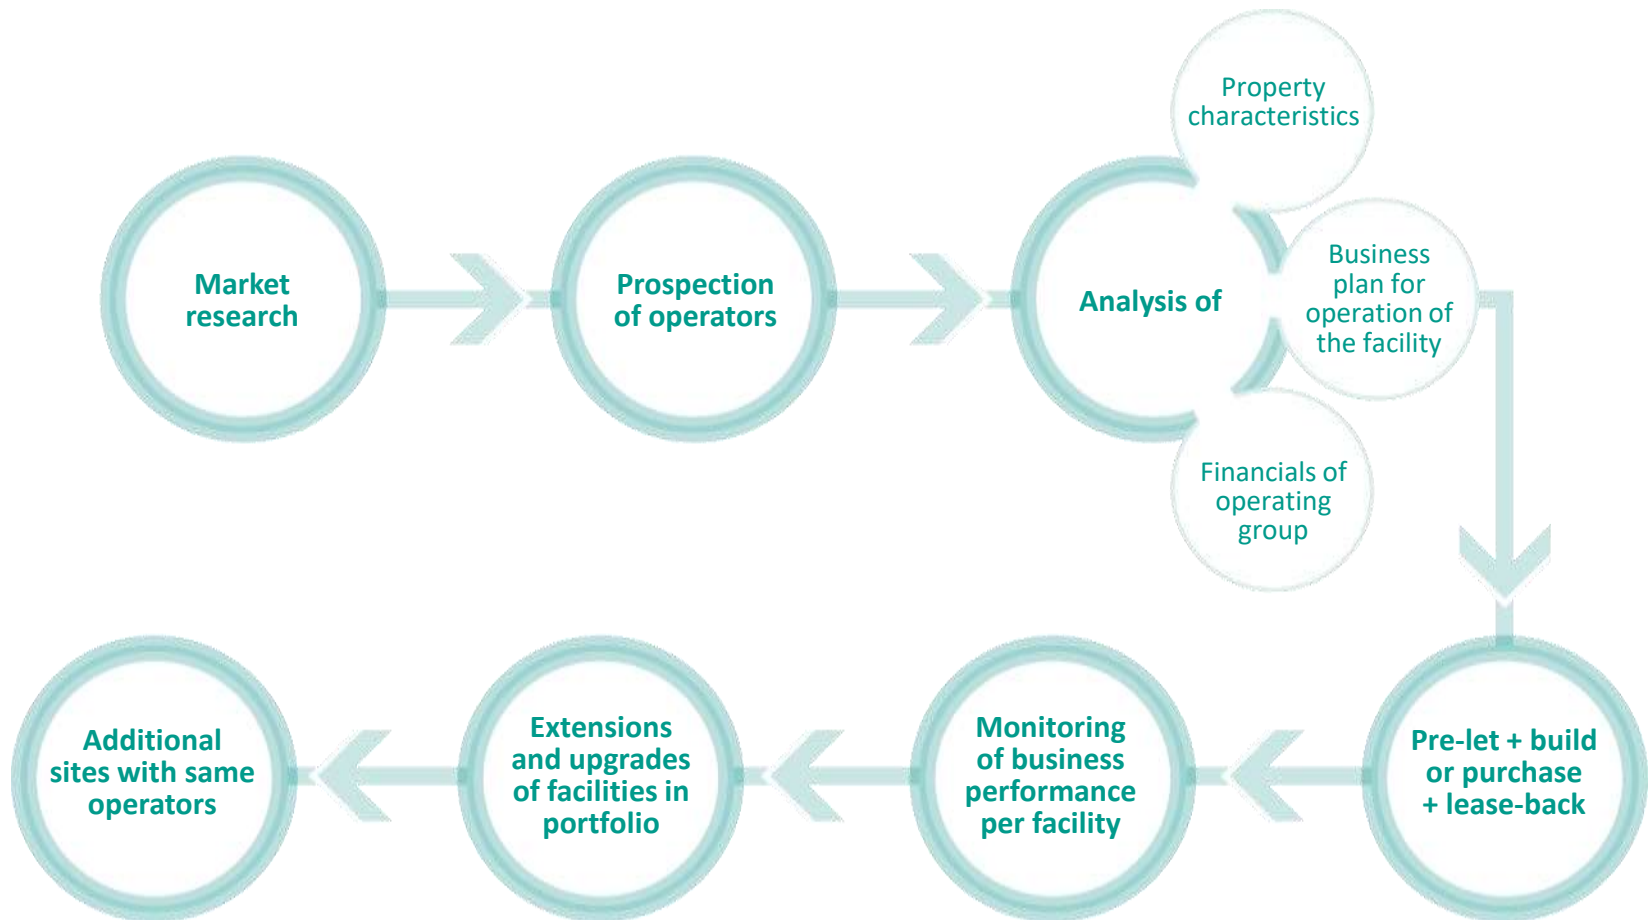 Market
research
Prospection
of operators
Analysis of
Property
characteristics
Business
plan for
operation of
the facility
Financials of
operating
group
Pre-let + build
or purchase
+ lease-back
Monitoring
of business
performance
per facility
Extensions
and upgrades
of facilities in
portfolio
Additional
sites with same
operators